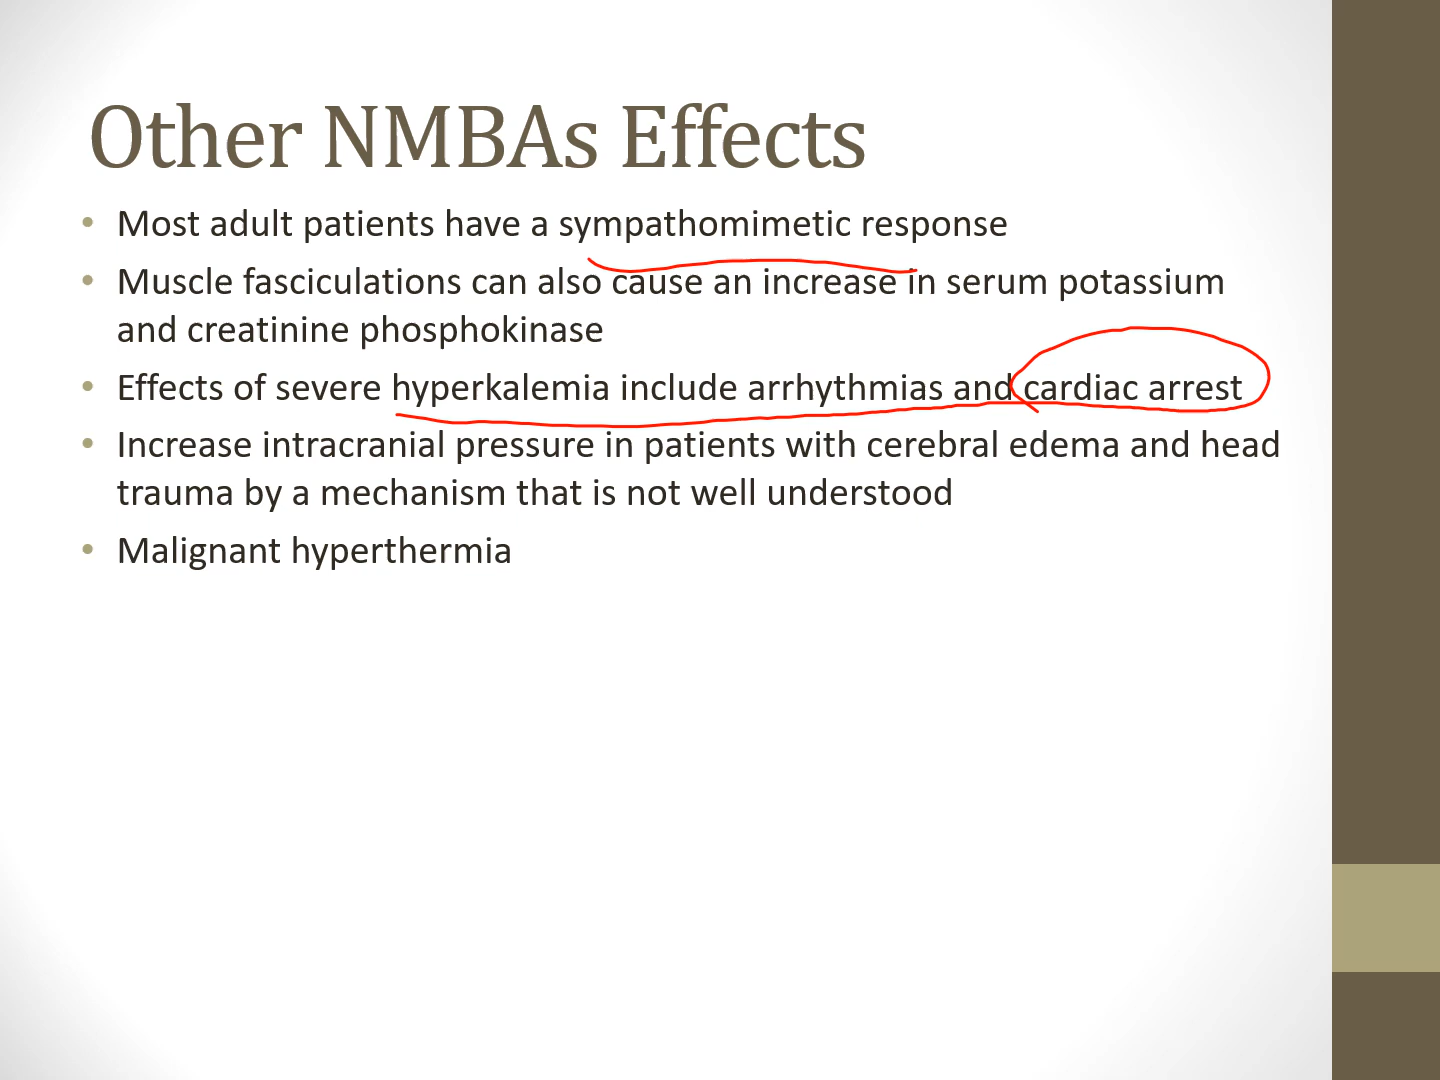 Other NMBAs Effects
• Most adult patients have a sympathomimetic response
• Muscle fasciculations can also cause an increase in serum potassium
and creatinine phosphokinase
• Effects of severe hyperkalemia include arrhythmias and cardiac arrest
• Increase intracranial pressure in patients with cerebral edema and head
trauma by a mechanism that is not well understood
• Malignant hyperthermia